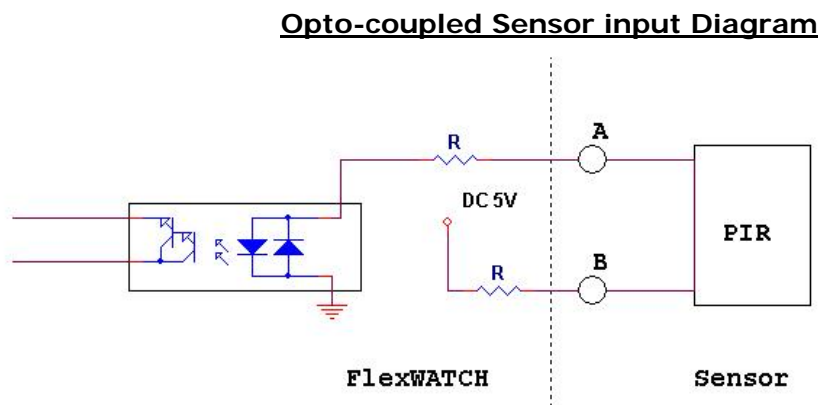 Opto-coupled Sensor input Diagram
A
R
DC 5V
PIR
B
R
FlexWATCH
Sensor